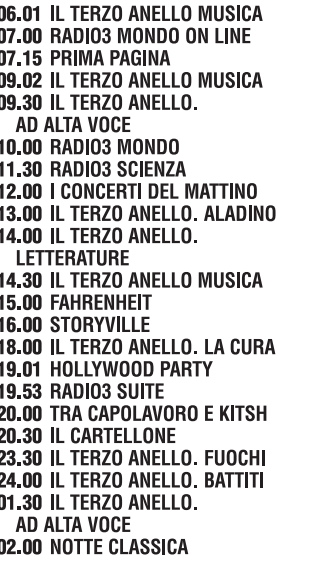 06.01 IL TERZO ANELLO MUSICA
07.00 RADIO3 MONDO ON LINE
07.15 PRIMA PAGINA
09.02 IL TERZO ANELLO MUSICA
09.30 IL TERZO ANELLO.
AD ALTA VOCE
10.00 RADIO3 MONDO
11.30 RADIO3 SCIENZA
12.00 I CONCERTI DEL MATTINO
13.00 IL TERZO ANELLO. ALADINO
14.00 IL TERZO ANELLO.
LETTERATURE
14.30 IL TERZO ANELLO MUSICA
15.00 FAHRENHEIT
16.00 STORYVILLE
18.00 IL TERZO ANELLO. LA CURA
19.01 HOLLYWOOD PARTY
19.53 RADIO3 SUITE
20.00 TRA CAPOLAVORO E KITSH
20.30 IL CARTELLONE
23.30 IL TERZO ANELLO. FUOCHI
24.00 IL TERZO ANELLO. BATTITI
01.30 IL TERZO ANELLO.
AD ALTA VOCE
02.00 NOTTE CLASSICA